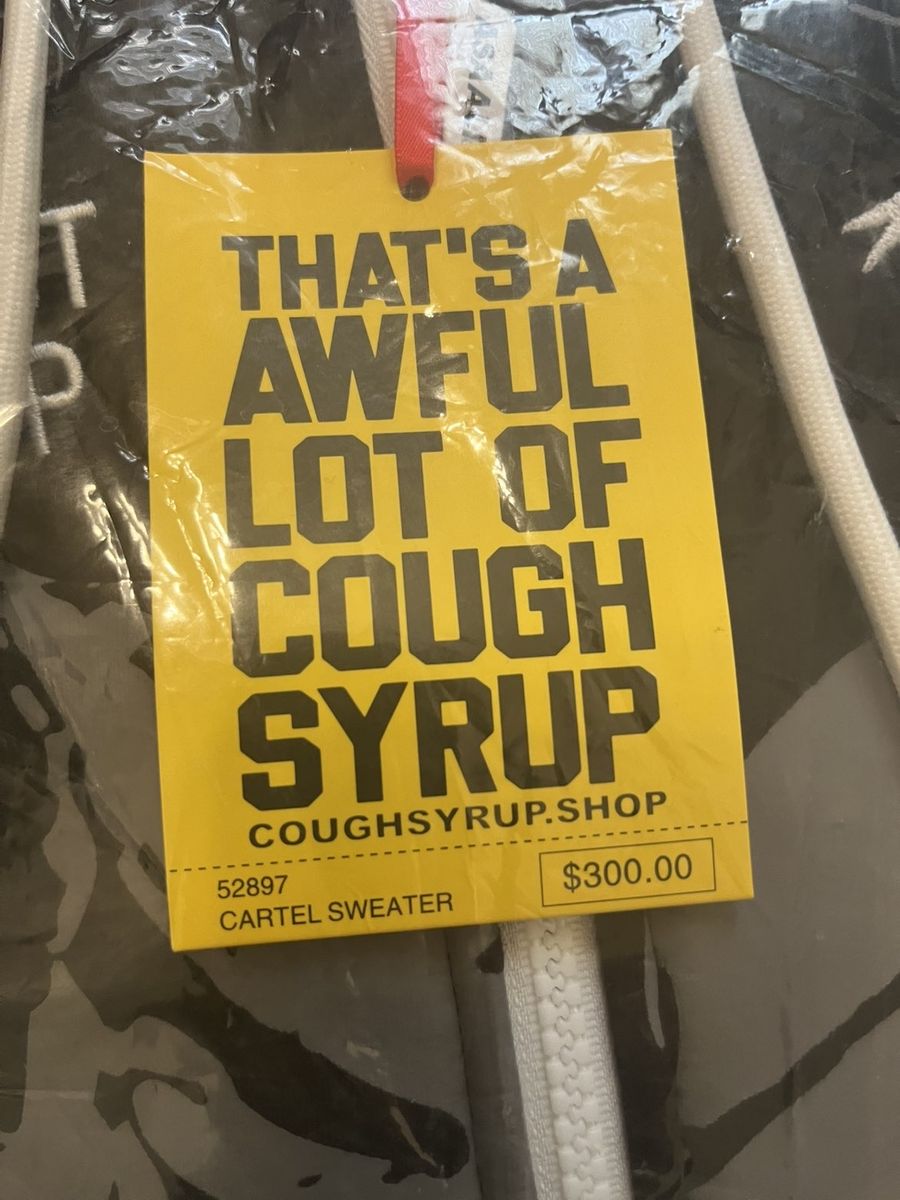 THAT'S A
AWFUL
LOT OF
COUGH
SYRUP
COUGHSYRUP.SHOP
52897
CARTEL SWEATER
$300.00
T
P